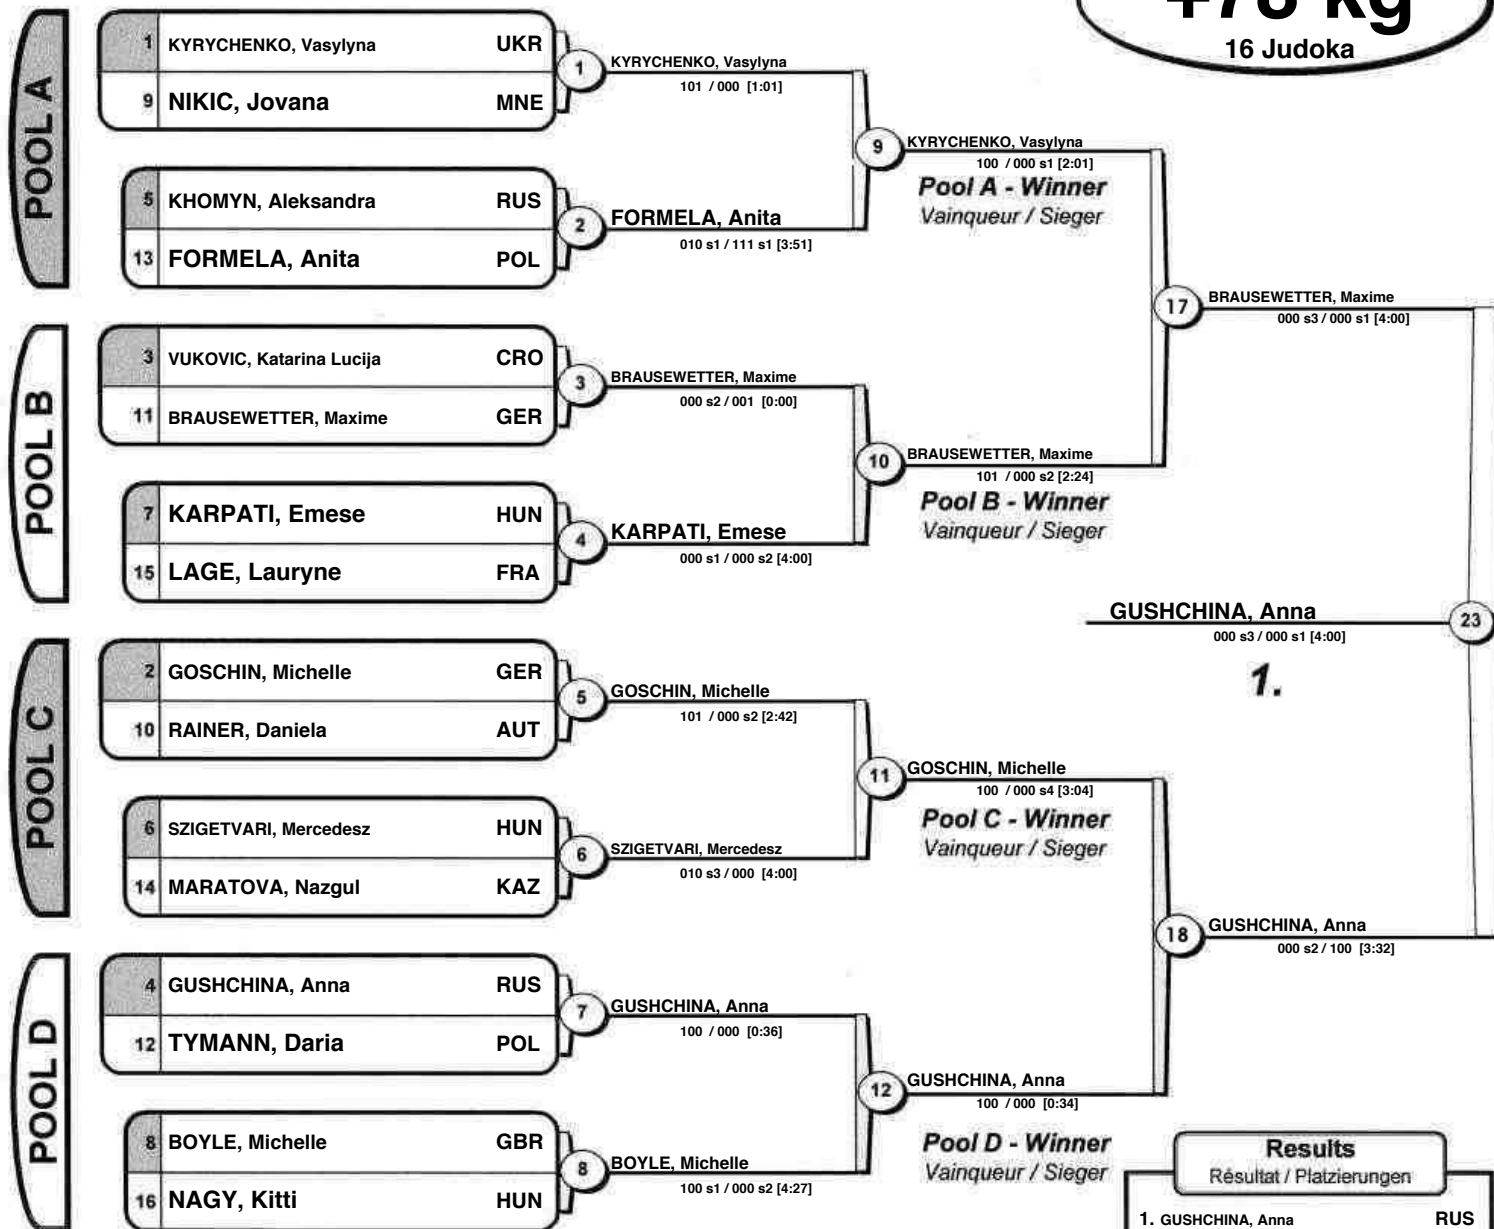 +78 kg
16 Judoka
POOL A
1 KYRYCHENKO, Vasylyna UKR
9 NIKIC, Jovana MNE
1
KYRYCHENKO, Vasylyna
101 / 000 [1:01]
5 KHOMYN, Aleksandra RUS
13 FORMELA, Anita POL
2
FORMELA, Anita
010 s1 / 111 s1 [3:51]
9
KYRYCHENKO, Vasylyna
100 / 000 s1 [2:01]
Pool A - Winner
Vainqueur / Sieger
POOL B
3 VUKOVIC, Katarina Lucija CRO
11 BRAUSEWETTER, Maxime GER
3
BRAUSEWETTER, Maxime
000 s2 / 001 [0:00]
7 KARPATI, Emese HUN
15 LAGE, Lauryne FRA
4
KARPATI, Emese
000 s1 / 000 s2 [4:00]
10
BRAUSEWETTER, Maxime
101 / 000 s2 [2:24]
Pool B - Winner
Vainqueur / Sieger
17
BRAUSEWETTER, Maxime
000 s3 / 000 s1 [4:00]
GUSHCHINA, Anna
23
000 s3 / 000 s1 [4:00]
1.
POOL C
2 GOSCHIN, Michelle GER
10 RAINER, Daniela AUT
5
GOSCHIN, Michelle
101 / 000 s2 [2:42]
6 SZIGETVARI, Mercedesz HUN
14 MARATOVA, Nazgul KAZ
6
SZIGETVARI, Mercedesz
010 s3 / 000 [4:00]
11
GOSCHIN, Michelle
100 / 000 s4 [3:04]
Pool C - Winner
Vainqueur / Sieger
18
GUSHCHINA, Anna
000 s2 / 100 [3:32]
POOL D
4 GUSHCHINA, Anna RUS
12 TYMANN, Daria POL
7
GUSHCHINA, Anna
100 / 000 [0:36]
8 BOYLE, Michelle GBR
16 NAGY, Kitti HUN
8
BOYLE, Michelle
100 s1 / 000 s2 [4:27]
12
GUSHCHINA, Anna
100 / 000 [0:34]
Pool D - Winner
Vainqueur / Sieger
Results
Résultat / Platzierungen
1. GUSHCHINA, Anna RUS